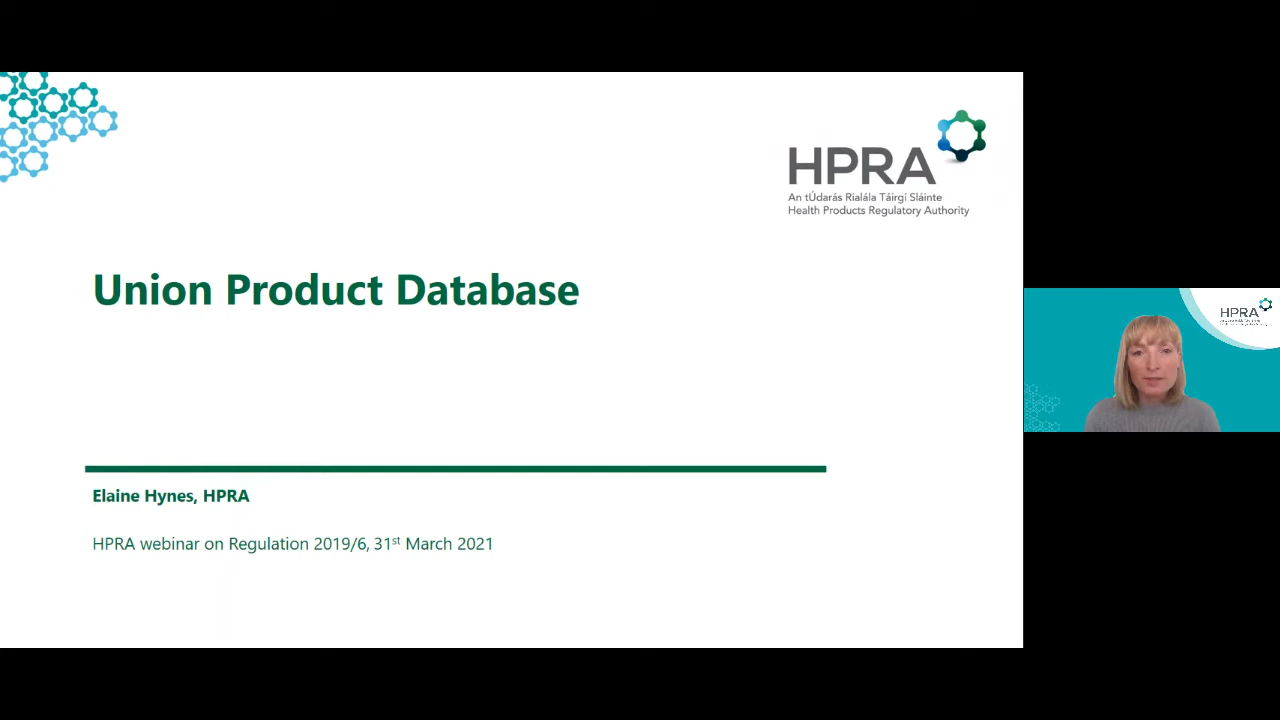 HPRA
An tÚdarás Rialála Táirgí Sláinte
Health Products Regulatory Authority
Union Product Database
Elaine Hynes, HPRA
HPRA webinar on Regulation 2019/6, 31st March 2021
HPRA